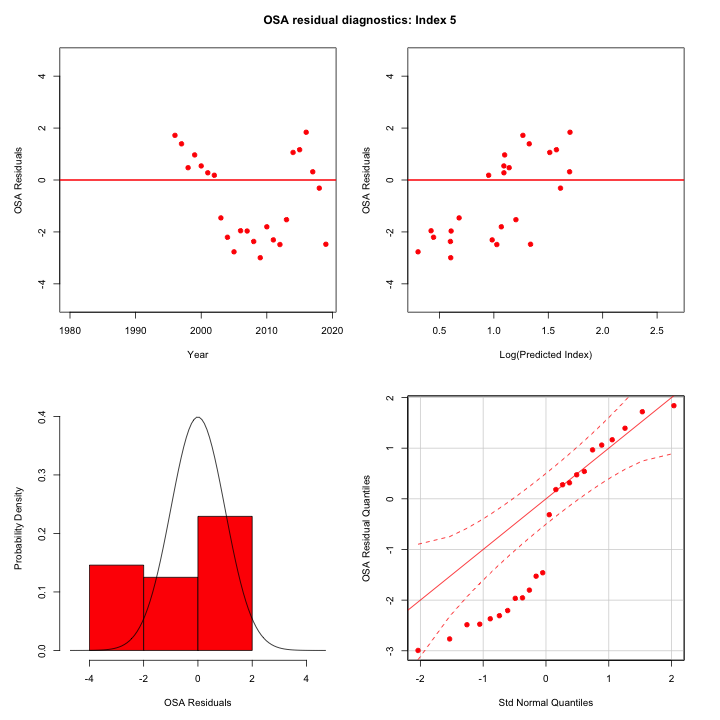 OSA residual diagnostics: Index 5
OSA Residuals
4
2
0
-2
-4
1980 1990 2000 2010 2020
Year
OSA Residuals
4
2
0
-2
-4
0.5 1.0 1.5 2.0 2.5
Log(Predicted Index)
Probability Density
0.4
0.3
0.2
0.1
0.0
-4 -2 0 2 4
OSA Residuals
OSA Residual Quantiles
2
1
0
-1
-2
-3
-2 -1 0 1 2
Std Normal Quantiles